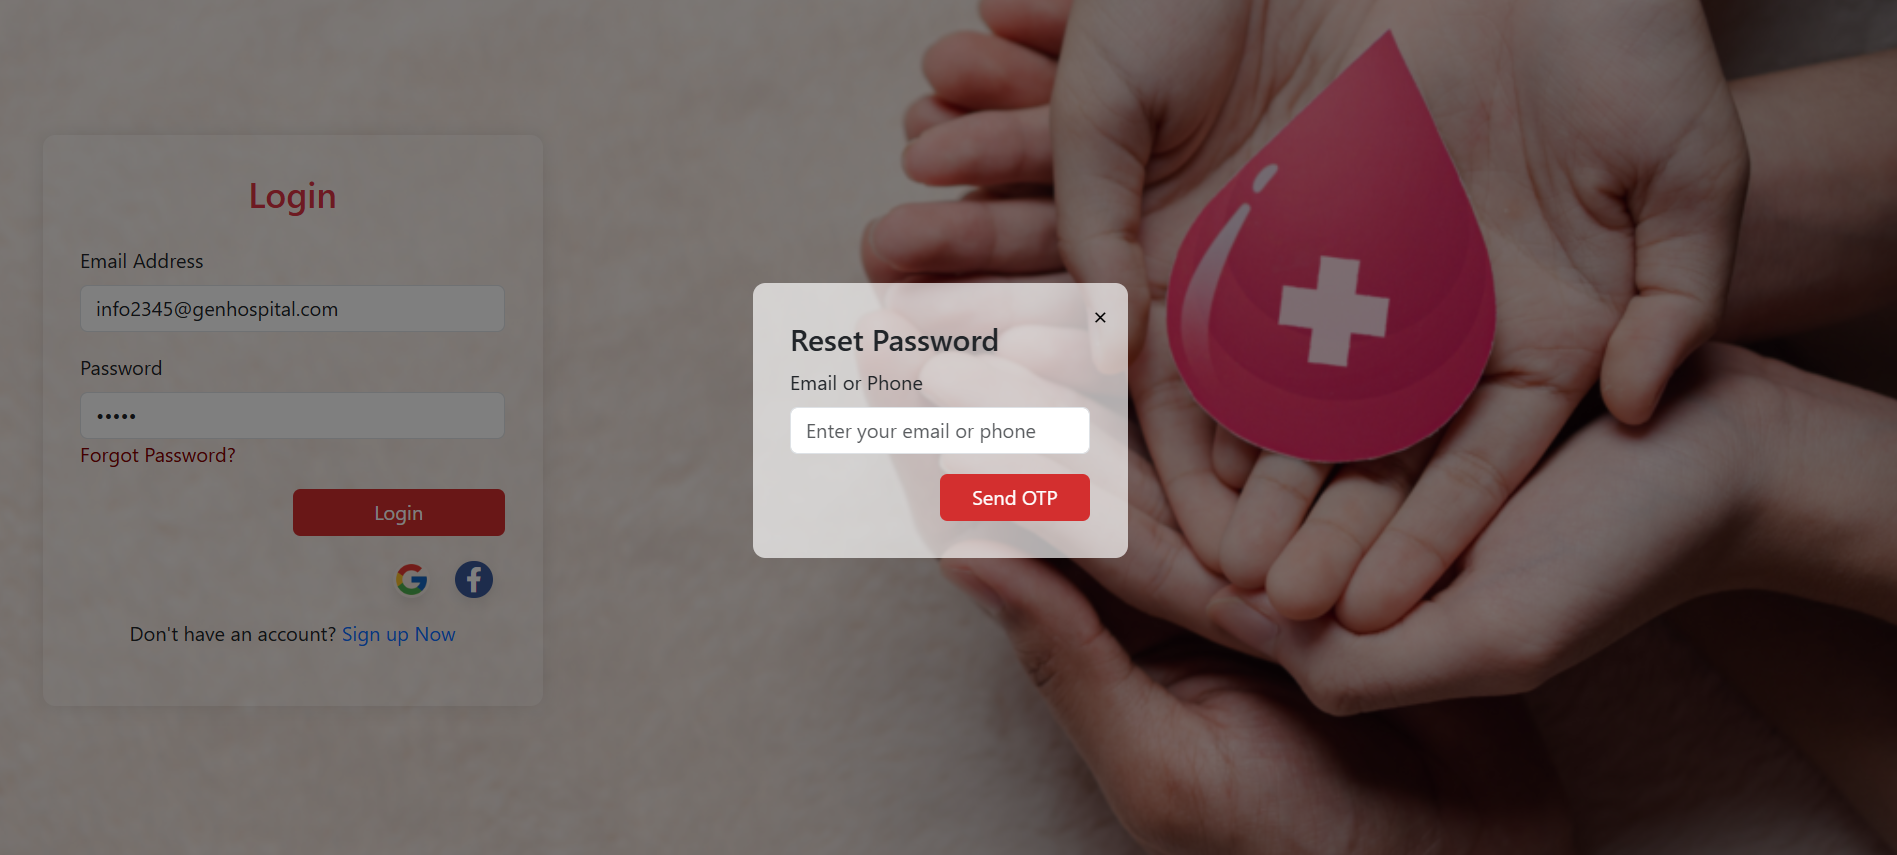 Login
Email Address
info2345@genhospital.com
Password
•••••
Forgot Password?
Login
Don't have an account? Sign up Now
×
Reset Password
Email or Phone
Enter your email or phone
Send OTP